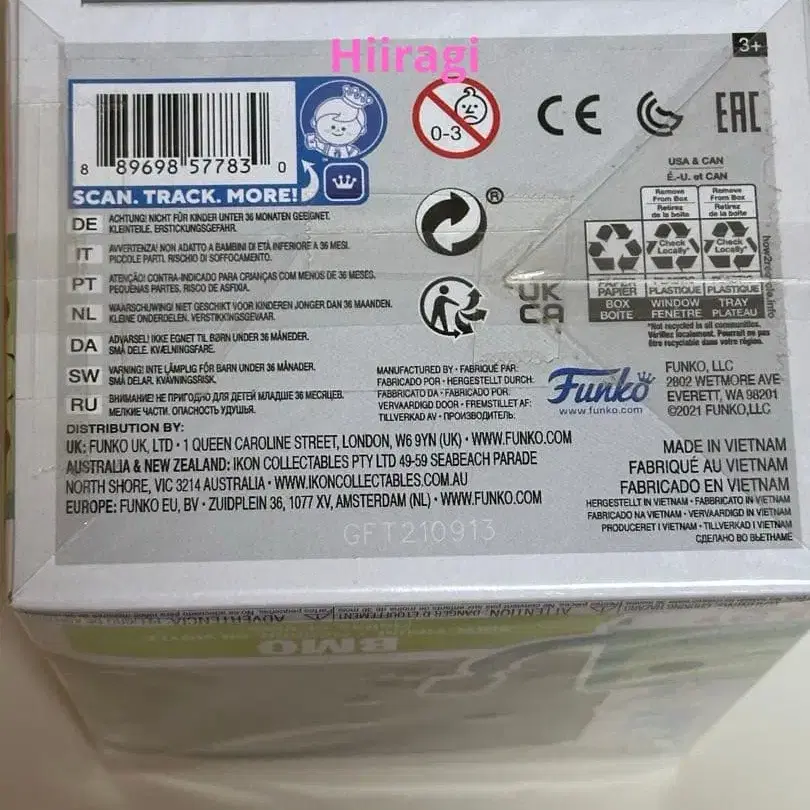 Hiiragi
3+
8 89698 57783 0
SCAN. TRACK. MORE!
0-3
CE
EAC
USA & CAN
É.-U. et CAN
Remove From Box
Retirez de la boîte
Remove From Box
Retirez de la boîte
Check Locally*
Check Locally*
PAPER
PAPIER
PLASTIQUE
PLASTIQUE
BOX
BOITE
WINDOW
FENÊTRE
TRAY
PLATEAU
how2recycle.info
*Not recycled in all communities.
Vérifiez localement. Pourrait ne pas
être recyclable dans votre région.
®
UK
CA
DE ACHTUNG! NICHT FÜR KINDER UNTER 36 MONATEN GEEIGNET.
KLEINTEILE. ERSTICKUNGSGEFAHR.
IT AVVERTENZA! NON ADATTO A BAMBINI DI ETÀ INFERIORE A 36 MESI.
PICCOLE PARTI. RISCHIO DI SOFFOCAMENTO.
PT ATENÇÃO! CONTRA-INDICADO PARA CRIANÇAS COM MENOS DE 36 MESES.
PEQUENAS PARTES. RISCO DE ASFIXIA.
NL WAARSCHUWING! NIET GESCHIKT VOOR KINDEREN JONGER DAN 36 MAANDEN.
KLEINE ONDERDELEN. VERSTIKKINGSGEVAAR.
DA ADVARSEL! IKKE EGNET TIL BØRN UNDER 36 MÅNEDER.
SMÅ DELE. KVÆLNINGSFARE.
SW VARNING! INTE LÄMPLIG FÖR BARN UNDER 36 MÅNADER.
SMÅ DELAR. KVÄVNINGSRISK.
RU ВНИМАНИЕ! НЕ ПРИГОДНО ДЛЯ ДЕТЕЙ МЛАДШЕ 36 МЕСЯЦЕВ.
МЕЛКИЕ ЧАСТИ. ОПАСНОСТЬ УДУШЬЯ.
MANUFACTURED BY • FABRIQUÉ PAR:
FABRICADO POR • HERGESTELLT DURCH:
FABBRICATO DA • FABRICADO POR:
VERVAARDIGD DOOR • FREMSTILLET AF:
TILLVERKAD AV • ПРОИЗВОДИТЕЛЬ:
Funko
www.funko.com
FUNKO, LLC
2802 WETMORE AVE
EVERETT, WA 98201
©2021 FUNKO,LLC
DISTRIBUTION BY:
UK: FUNKO UK, LTD • 1 QUEEN CAROLINE STREET, LONDON, W6 9YN (UK) • WWW.FUNKO.COM
AUSTRALIA & NEW ZEALAND: IKON COLLECTABLES PTY LTD 49-59 SEABEACH PARADE
NORTH SHORE, VIC 3214 AUSTRALIA • WWW.IKONCOLLECTABLES.COM.AU
EUROPE: FUNKO EU, BV • ZUIDPLEIN 36, 1077 XV, AMSTERDAM (NL) • WWW.FUNKO.COM
MADE IN VIETNAM
FABRIQUÉ AU VIETNAM
FABRICADO EN VIETNAM
HERGESTELLT IN VIETNAM • FABBRICATO IN VIETNAM
FABRICADO NA VIETNAM • VERVAARDIGD IN VIETNAM
PRODUCERET I VIETNAM • TILLVERKAD I VIETNAM
СДЕЛАНО ВО ВЬЕТНАМЕ
GFT210913
BMO